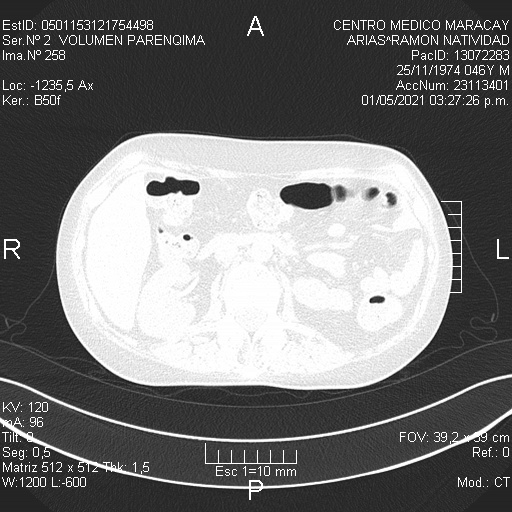 EstID: 0501153121754498
Ser.Nº 2 VOLUMEN PARENQIMA
Ima.Nº 258
Loc: -1235,5 Ax
Ker.: B50f
A
CENTRO MEDICO MARACAY
ARIAS^RAMON NATIVIDAD
PacID: 13072283
25/11/1974 046Y M
AccNum: 23113401
01/05/2021 03:27:26 p.m.
R
L
KV: 120
mA: 96
Tilt: 0
Seg: 0,5
Matriz 512 x 512 Thk: 1,5
W:1200 L:-600
Esc 1=10 mm
P
FOV: 39,2 x 39 cm
Ref.: 0
Mod.: CT